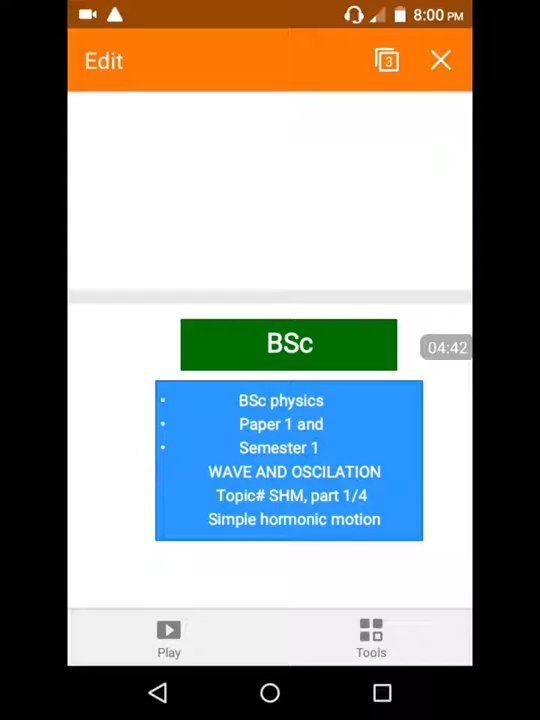 8:00 PM
Edit
3
BSc
04:42
• BSc physics
• Paper 1 and
• Semester 1
WAVE AND OSCILATION
Topic# SHM, part 1/4
Simple hormonic motion
Play
Tools